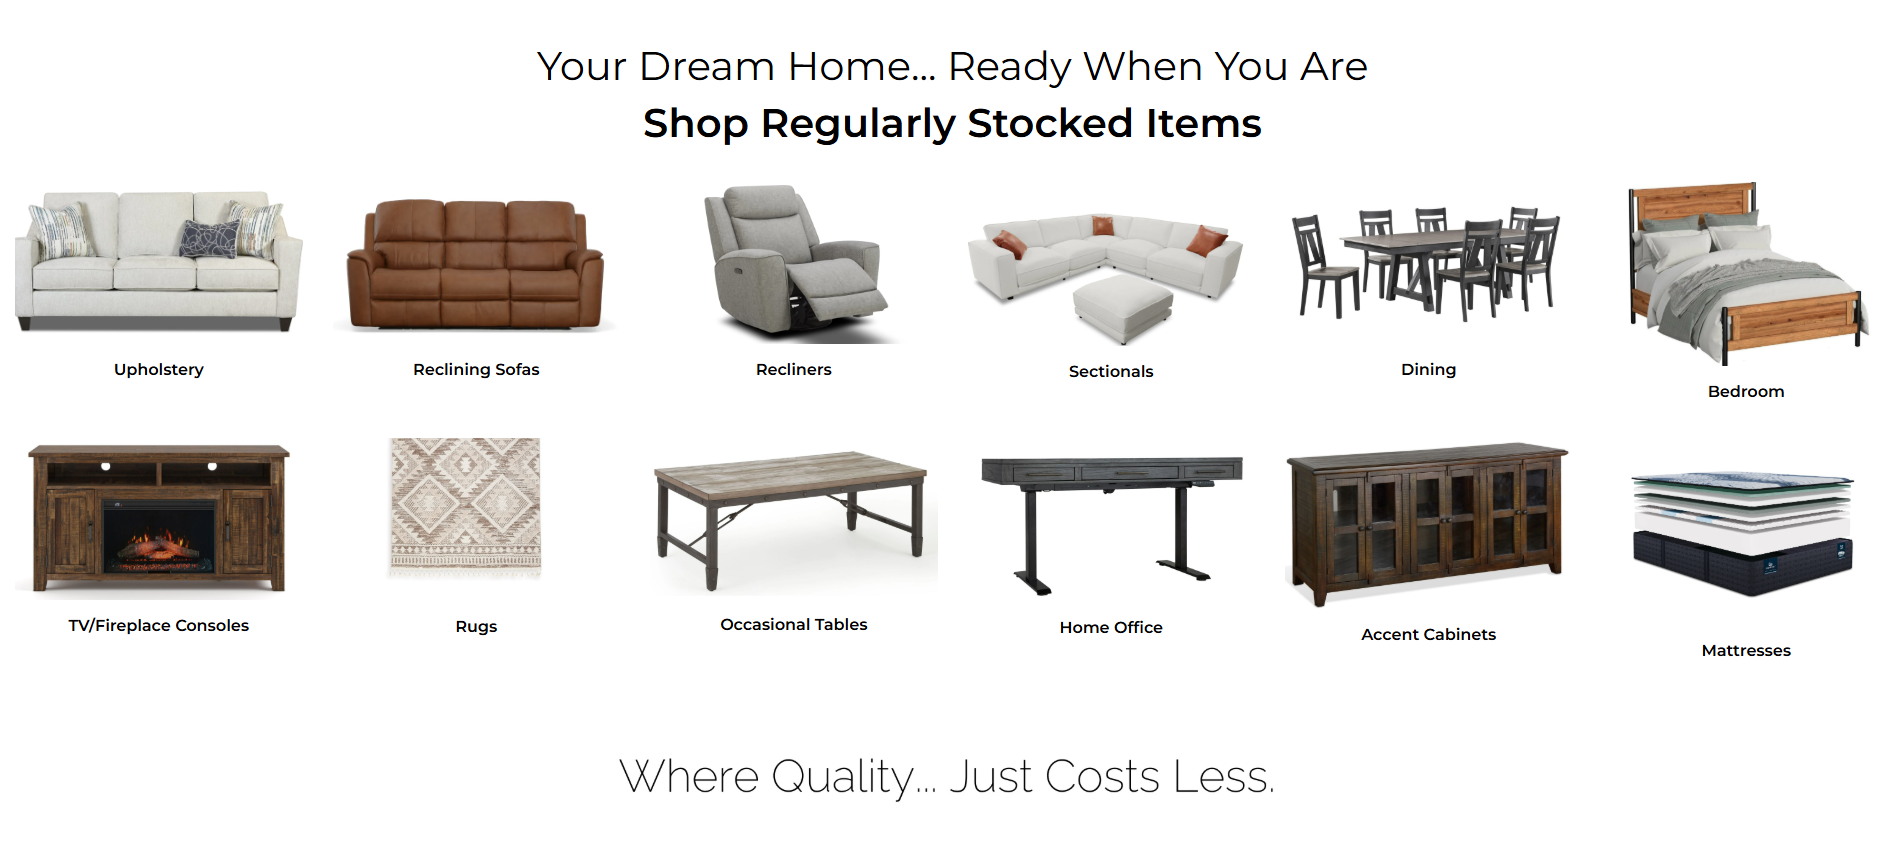 Your Dream Home... Ready When You Are
Shop Regularly Stocked Items
Upholstery
Reclining Sofas
Recliners
Sectionals
Dining
Bedroom
TV/Fireplace Consoles
Rugs
Occasional Tables
Home Office
Accent Cabinets
Mattresses
Where Quality... Just Costs Less.